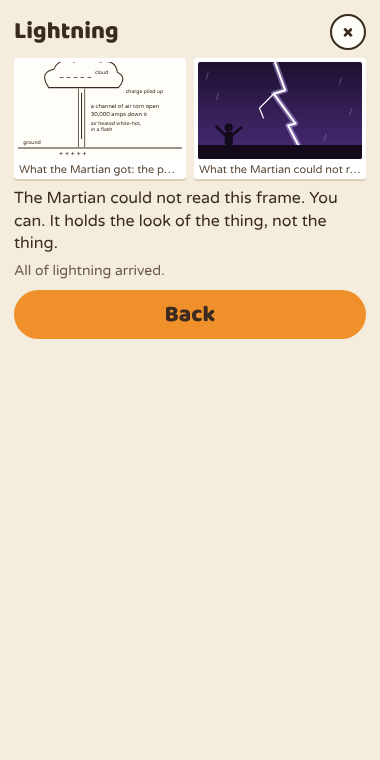 Lightning
cloud
charge piled up
a channel of air torn open
30,000 amps down it
air heated white-hot,
in a flash
ground
+ + + + +
What the Martian got: the p…
What the Martian could not r…
The Martian could not read this frame. You
can. It holds the look of the thing, not the
thing.
All of lightning arrived.
Back